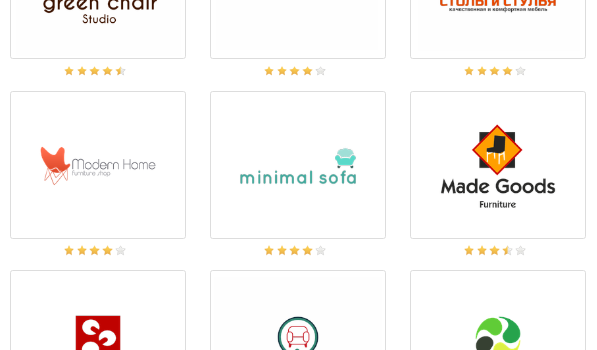 green chair
Studio
СТОЛЫ И СТУЛЬЯ
качественная и комфортная мебель
Modern Home
furniture shop
minimal sofa
Made Goods
Furniture